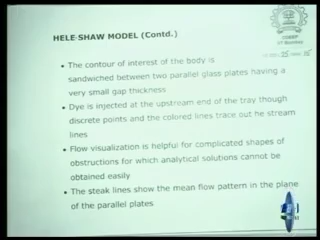 HELE-SHAW MODEL (Contd.)
• The contour of interest of the body is
sandwiched between two parallel glass plates having a
very small gap thickness
• Dye is injected at the upstream end of the tray though
discrete points and the colored lines trace out he stream
lines
• Flow visualization is helpful for complicated shapes of
obstructions for which analytical solutions cannot be
obtained easily
• The steak lines show the mean flow pattern in the plane
of the parallel plates